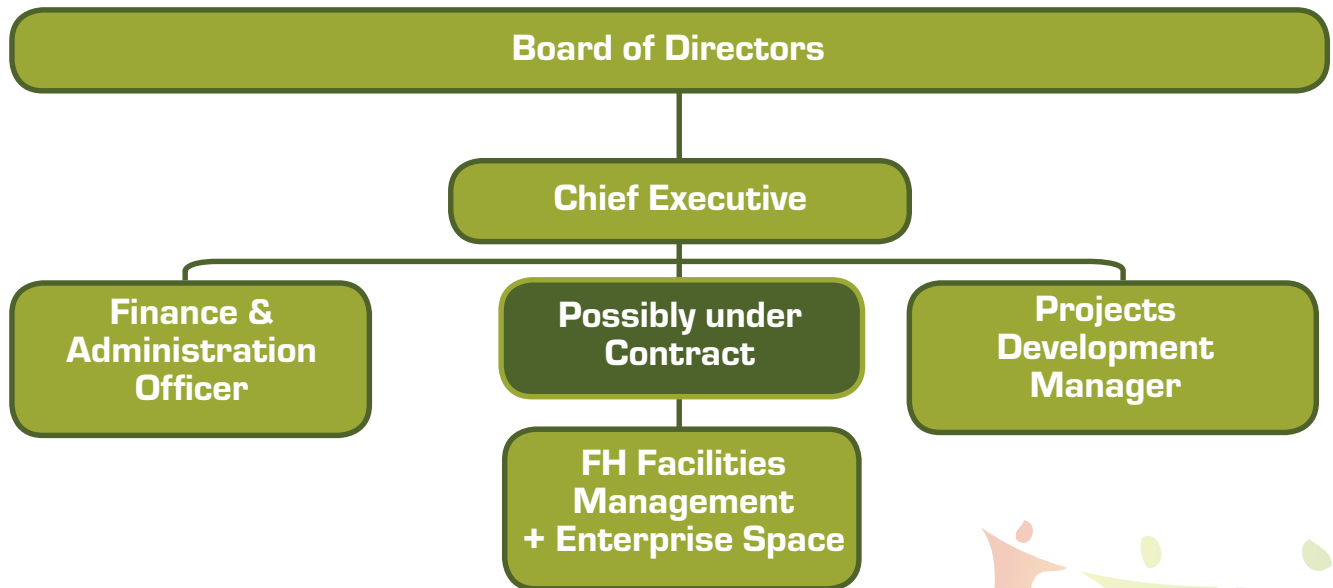 Board of Directors
Chief Executive
Finance &
Administration
Officer
Possibly under
Contract
Projects
Development
Manager
FH Facilities
Management
+ Enterprise Space